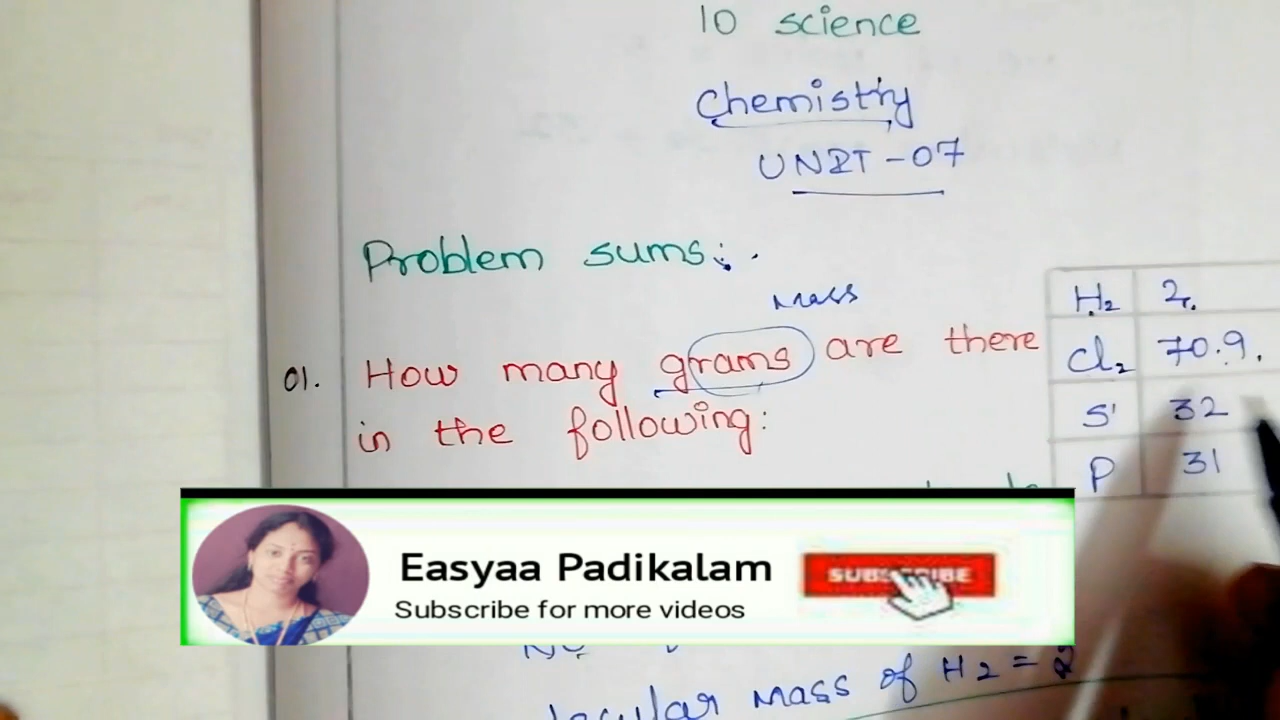 10 science
Chemistry
UNIT-07
Problem sums:
Mass
01. How many grams are there
in the following:
H₂ 2
Cl₂ 70.9
S 32
P 31
Easyaa Padikalam
SUBSCRIBE
Subscribe for more videos
mass of H₂ = 2